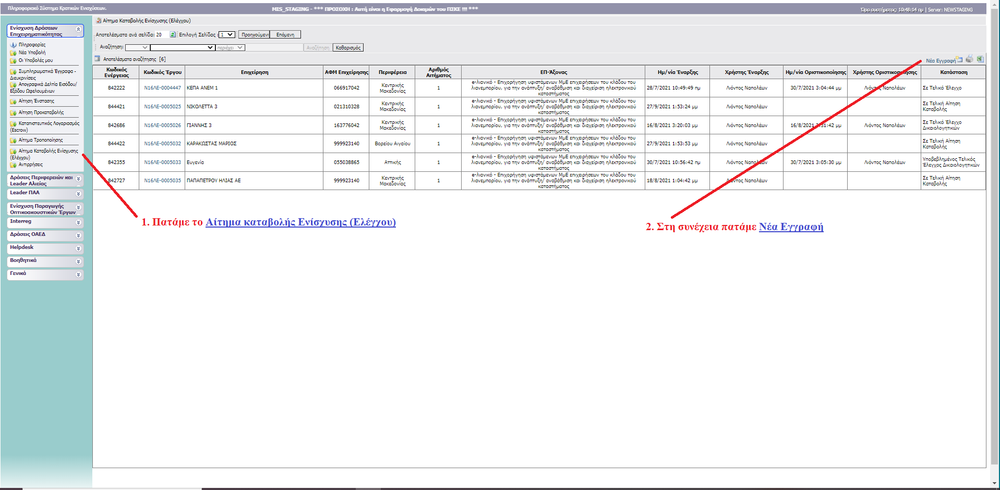 Πληροφοριακό Σύστημα Κρατικών Ενισχύσεων.
MIS_STAGING - *** ΠΡΟΣΟΧΗ : Αυτή είναι η Εφαρμογή Δοκιμών του ΠΣΚΕ !!! ***
Ώρα συστήματος: 10:48:14 πμ | Server: NEWSTAGING
Ενίσχυση Δράσεων
Επιχειρηματικότητας
Πληροφορίες
Νέα Υποβολή
Οι Υποβολές μου
Συμπληρωματικά Έγγραφα -
Διευκρινίσεις
Απογραφικά Δελτία Εισόδου/
Εξόδου Ωφελουμένων
Αίτηση Ένστασης
Αίτηση Προκαταβολής
Καταπιστευτικός Λογαριασμός
(Escrow)
Αίτημα Τροποποίησης
Αίτημα Καταβολής Ενίσχυσης
(Ελέγχου)
Αντιρρήσεις
Δράσεις Περιφερειών και
Leader Αλιείας
Leader ΠΑΑ
Ενίσχυση Παραγωγής
Οπτικοακουστικών Έργων
Interreg
Δράσεις ΟΑΕΔ
Helpdesk
Βοηθητικά
Γενικά
Αίτημα Καταβολής Ενίσχυσης (Ελέγχου)
Αποτελέσματα ανά σελίδα: 20 Επιλογή Σελίδας : 1 Προηγούμεν Επόμενη
Αναζήτηση: περιέχει Αναζήτηση Καθαρισμός
Αποτελέσματα αναζήτησης [6]
Νέα Εγγραφή
Κωδικός Ενέργειας Κωδικός Έργου Επιχείρηση ΑΦΜ Επιχείρησης Περιφέρεια Αριθμός Αιτήματος ΕΠ-Άξονας Ημ/νία Έναρξης Χρήστης Έναρξης Ημ/νία Οριστικοποίησης Χρήστης Οριστικοποίησης Κατάσταση
842222 Ν16ΛΕ-0004447 ΚΕΠΑ ΑΝΕΜ 1 066917042 Κεντρικής Μακεδονίας 1 e-λιανικό - Επιχορήγηση υφιστάμενων ΜμΕ επιχειρήσεων του κλάδου του λιανεμπορίου, για την ανάπτυξη/ αναβάθμιση και διαχείριση ηλεκτρονικού καταστήματος 28/7/2021 10:49:49 πμ Λιόντος Ναπολέων 30/7/2021 3:04:44 μμ Λιόντος Ναπολέων Σε Τελικό Έλεγχο
844421 Ν16ΛΕ-0005025 ΝΙΚΟΛΕΤΤΑ 3 021310328 Κεντρικής Μακεδονίας 1 e-λιανικό - Επιχορήγηση υφιστάμενων ΜμΕ επιχειρήσεων του κλάδου του λιανεμπορίου, για την ανάπτυξη/ αναβάθμιση και διαχείριση ηλεκτρονικού καταστήματος 27/9/2021 1:53:24 μμ Λιόντος Ναπολέων Σε Τελική Αίτηση Καταβολής
842686 Ν16ΛΕ-0005026 ΓΙΑΝΝΗΣ 3 163776042 Κεντρικής Μακεδονίας 1 e-λιανικό - Επιχορήγηση υφιστάμενων ΜμΕ επιχειρήσεων του κλάδου του λιανεμπορίου, για την ανάπτυξη/ αναβάθμιση και διαχείριση ηλεκτρονικού καταστήματος 16/8/2021 3:20:03 μμ Λιόντος Ναπολέων 16/8/2021 3:31:42 μμ Λιόντος Ναπολέων Σε Τελικό Έλεγχο Δικαιολογητικών
844422 Ν16ΛΕ-0005032 ΚΑΡΑΚΩΣΤΑΣ ΜΑΡΙΟΣ 999923140 Βορείου Αιγαίου 1 e-λιανικό - Επιχορήγηση υφιστάμενων ΜμΕ επιχειρήσεων του κλάδου του λιανεμπορίου, για την ανάπτυξη/ αναβάθμιση και διαχείριση ηλεκτρονικού καταστήματος 27/9/2021 1:53:53 μμ Λιόντος Ναπολέων Σε Τελική Αίτηση Καταβολής
842355 Ν16ΛΕ-0005033 Ευγενία 055038865 Αττικής 1 e-λιανικό - Επιχορήγηση υφιστάμενων ΜμΕ επιχειρήσεων του κλάδου του λιανεμπορίου, για την ανάπτυξη/ αναβάθμιση και διαχείριση ηλεκτρονικού καταστήματος 30/7/2021 10:56:42 πμ Λιόντος Ναπολέων 30/7/2021 3:05:30 μμ Λιόντος Ναπολέων Υποβεβλημένος Τελικός Έλεγχος Δικαιολογητικών
842727 Ν16ΛΕ-0005035 ΠΑΠΑΠΕΤΡΟΥ ΗΛΙΑΣ ΑΕ 999923140 Κεντρικής Μακεδονίας 1 e-λιανικό - Επιχορήγηση υφιστάμενων ΜμΕ επιχειρήσεων του κλάδου του λιανεμπορίου, για την ανάπτυξη/ αναβάθμιση και διαχείριση ηλεκτρονικού καταστήματος 18/8/2021 1:04:42 μμ Λιόντος Ναπολέων Σε Τελική Αίτηση Καταβολής
1. Πατάμε το Αίτημα καταβολής Ενίσχυσης (Ελέγχου)
2. Στη συνέχεια πατάμε Νέα Εγγραφή